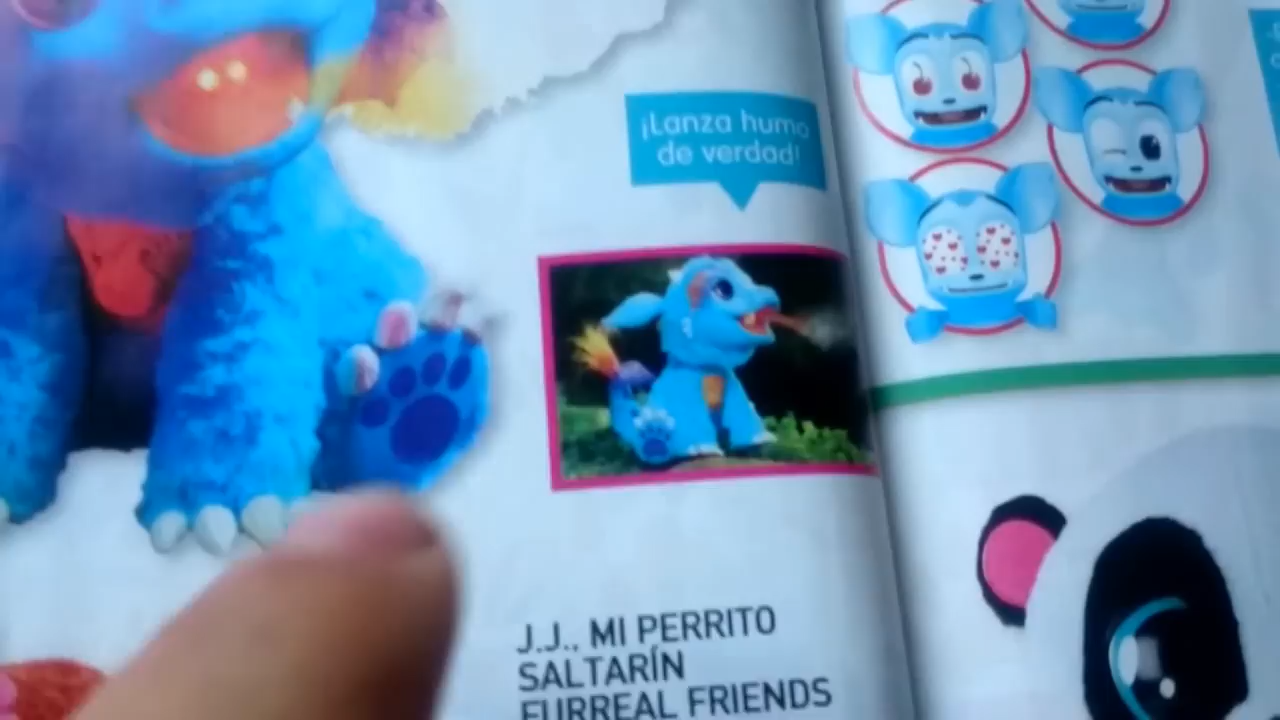 ¡Lanza humo
de verdad!
J.J., MI PERRITO
SALTARÍN
FURREAL FRIENDS